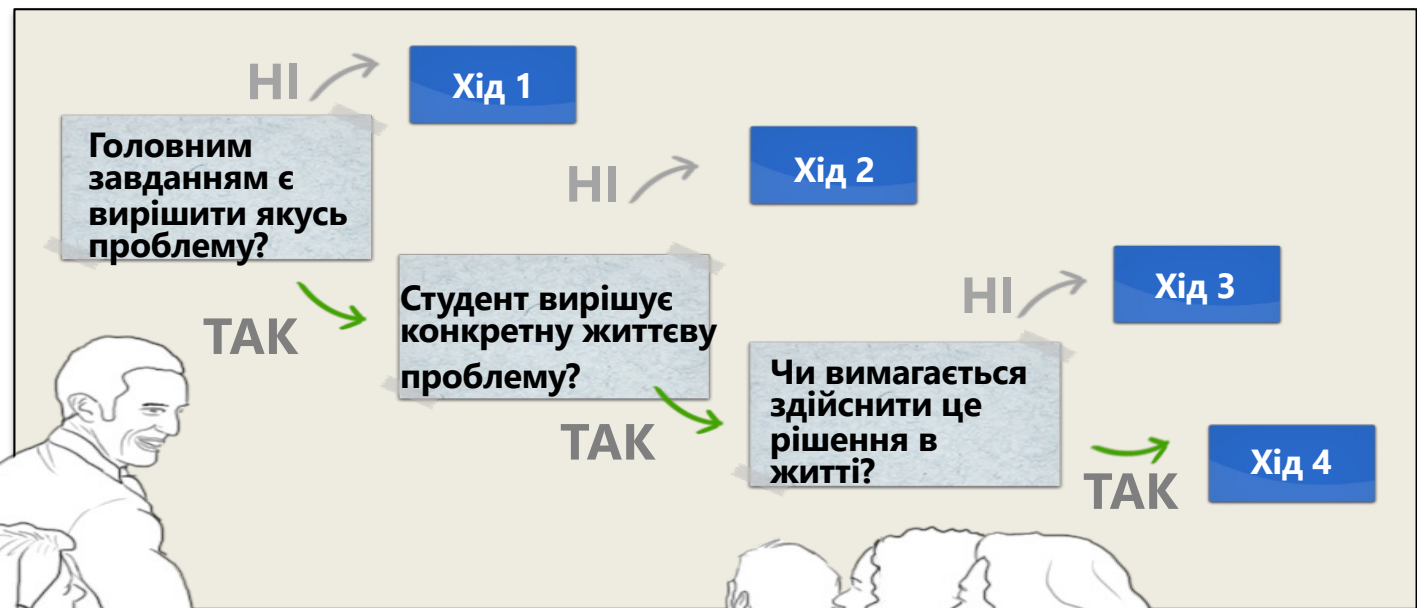 НІ
Хід 1
Головним
завданням є
вирішити якусь
проблему?
НІ
Хід 2
ТАК
Студент вирішує
конкретну життєву
проблему?
НІ
Хід 3
ТАК
Чи вимагається
здійснити це
рішення в
житті?
ТАК
Хід 4